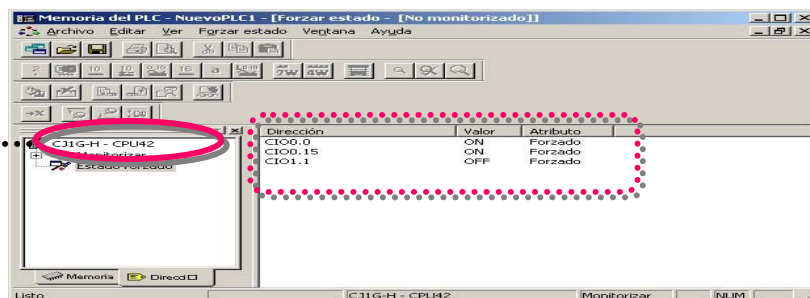 Memoria del PLC - NuevoPLC1 - [Forzar estado - [No monitorizado]]
Archivo Editar Ver Forzar estado Ventana Ayuda
Dirección Valor Atributo
CIO0.0 ON Forzado
CIO0.15 ON Forzado
CIO1.1 OFF Forzado
CJ1G-H - CPU42
Monitorizar
Estado forzado
Memoria Direcci
Listo CJ1G-H - CPU42 Monitorizar NUM